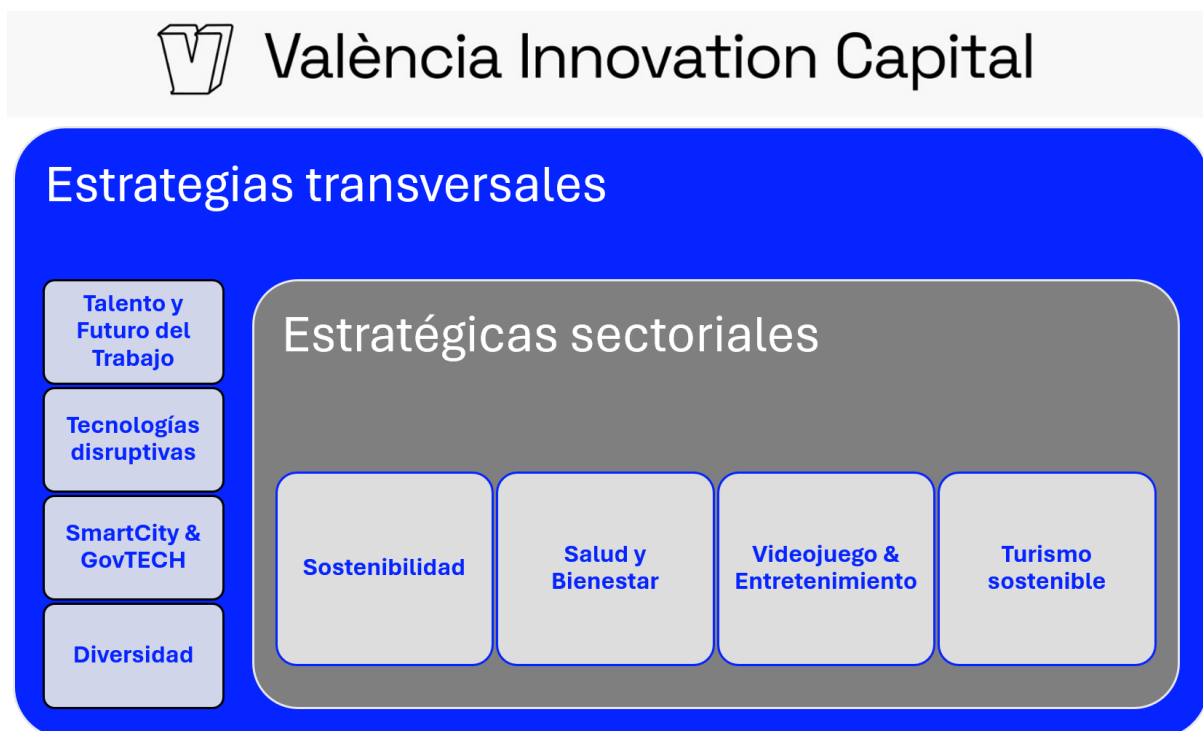 València Innovation Capital
Estrategias transversales
Talento y
Futuro del
Trabajo
Tecnologías
disruptivas
SmartCity &
GovTECH
Diversidad
Estratégicas sectoriales
Sostenibilidad
Salud y
Bienestar
Videojuego &
Entretenimiento
Turismo
sostenible